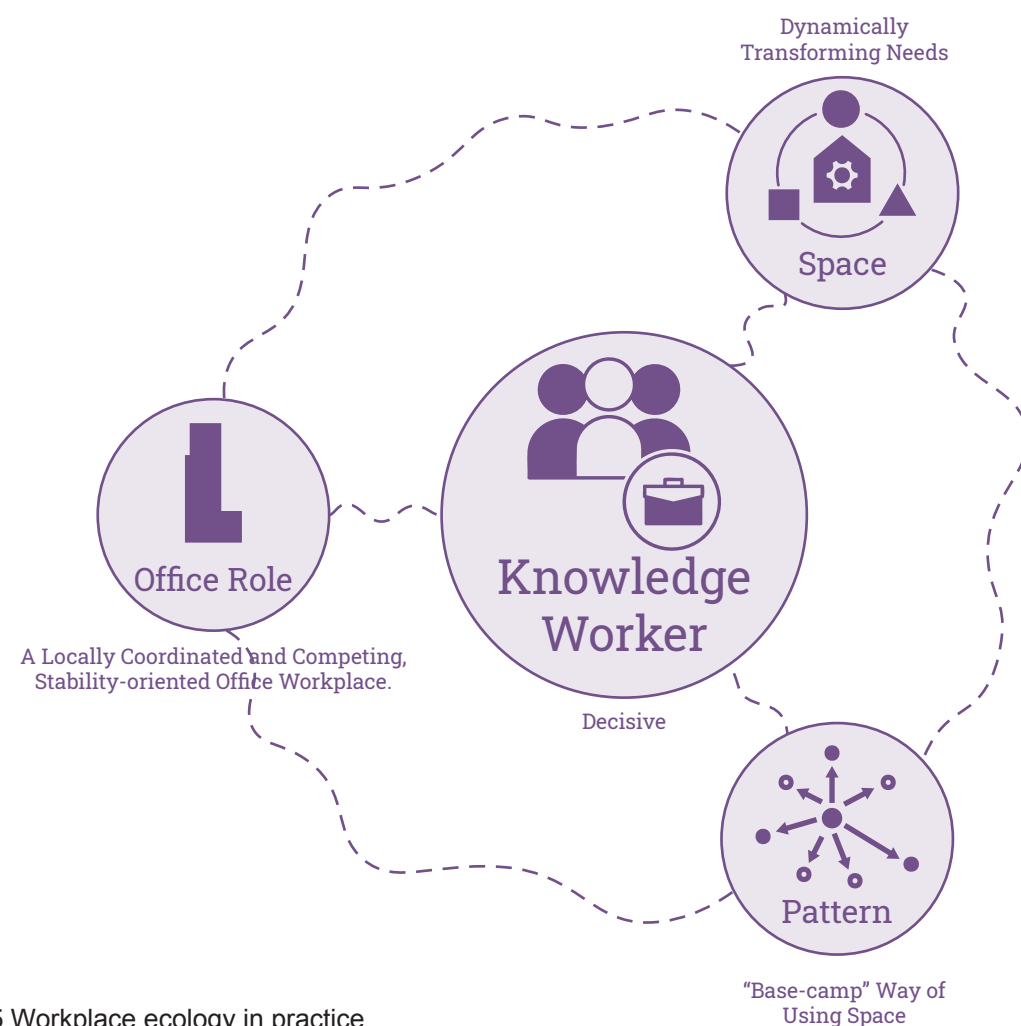 Dynamically
Transforming Needs
Space
Knowledge
Worker
Decisive
Office Role
A Locally Coordinated and Competing,
Stability-oriented Office Workplace.
Pattern
“Base-camp” Way of
Using Space
Workplace ecology in practice